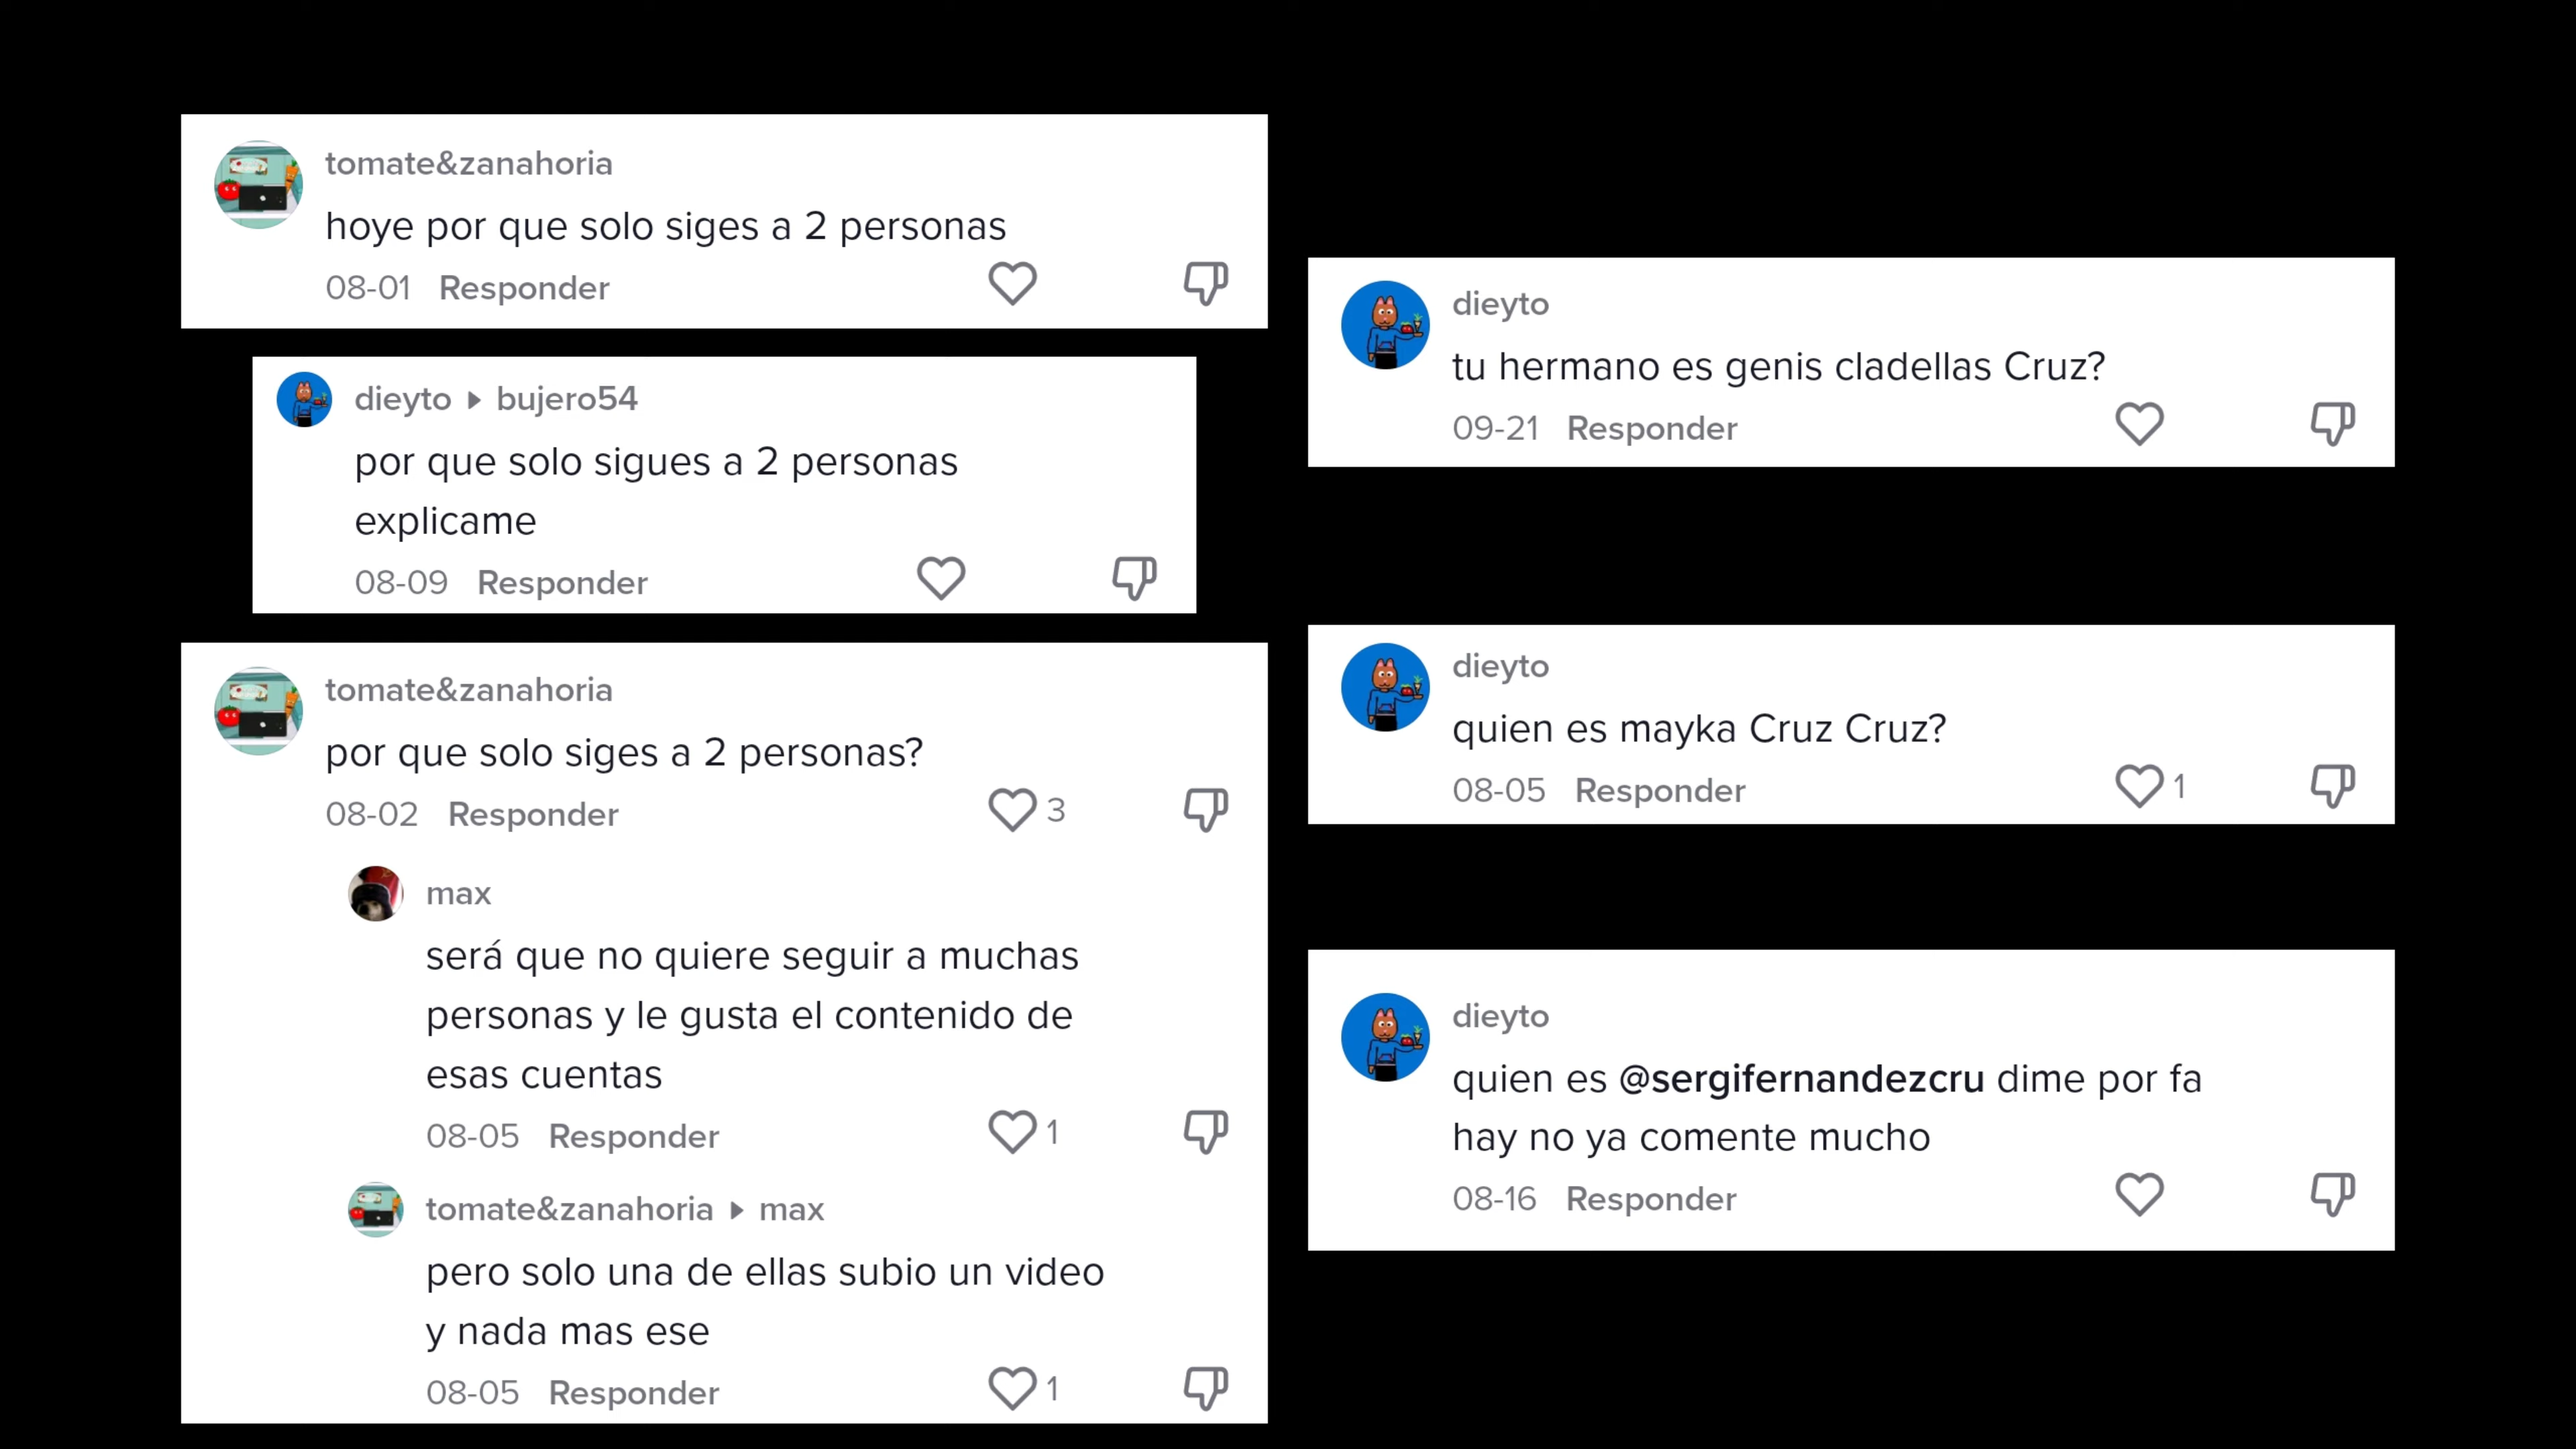 tomate&zanahoria
hoye por que solo siges a 2 personas
08-01 Responder
dieyto ▸ bujero54
por que solo sigues a 2 personas
explicame
08-09 Responder
tomate&zanahoria
por que solo siges a 2 personas?
08-02 Responder 3
max
será que no quiere seguir a muchas
personas y le gusta el contenido de
esas cuentas
08-05 Responder 1
tomate&zanahoria ▸ max
pero solo una de ellas subio un video
y nada mas ese
08-05 Responder 1
dieyto
tu hermano es genis cladellas Cruz?
09-21 Responder
dieyto
quien es mayka Cruz Cruz?
08-05 Responder 1
dieyto
quien es @sergifernandezcru dime por fa
hay no ya comente mucho
08-16 Responder